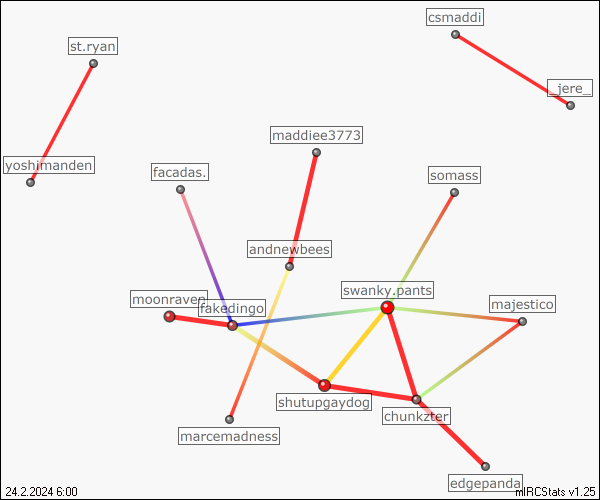 csmaddi
st.ryan
_jere_
maddiee3773
yoshimanden
facadas.
somass
andnewbees
swanky.pants
moonraven
fakedingo
majestico
shutupgaydog
chunkzter
marcemadness
edgepanda
24.2.2024 6:00
mIRCStats v1.25